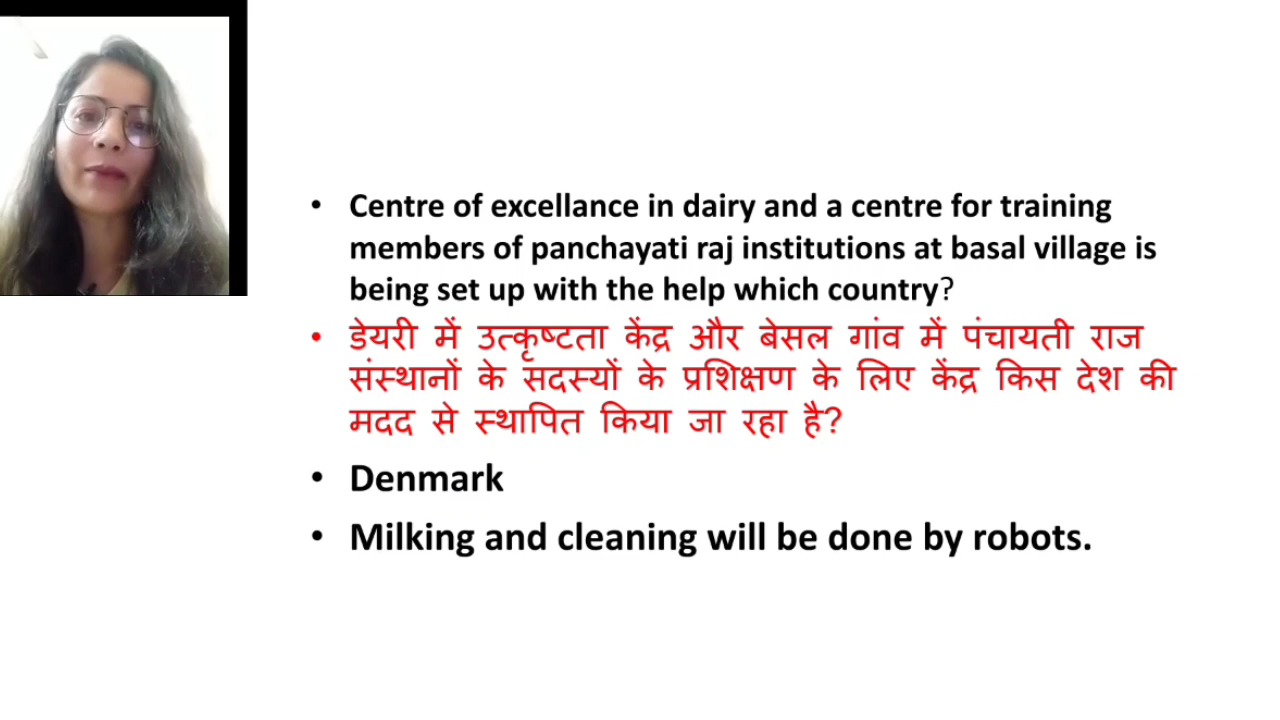 • Centre of excellance in dairy and a centre for training
members of panchayati raj institutions at basal village is
being set up with the help which country?
• डेयरी में उत्कृष्टता केंद्र और बेसल गांव में पंचायती राज
संस्थानों के सदस्यों के प्रशिक्षण के लिए केंद्र किस देश की
मदद से स्थापित किया जा रहा है?
• Denmark
• Milking and cleaning will be done by robots.